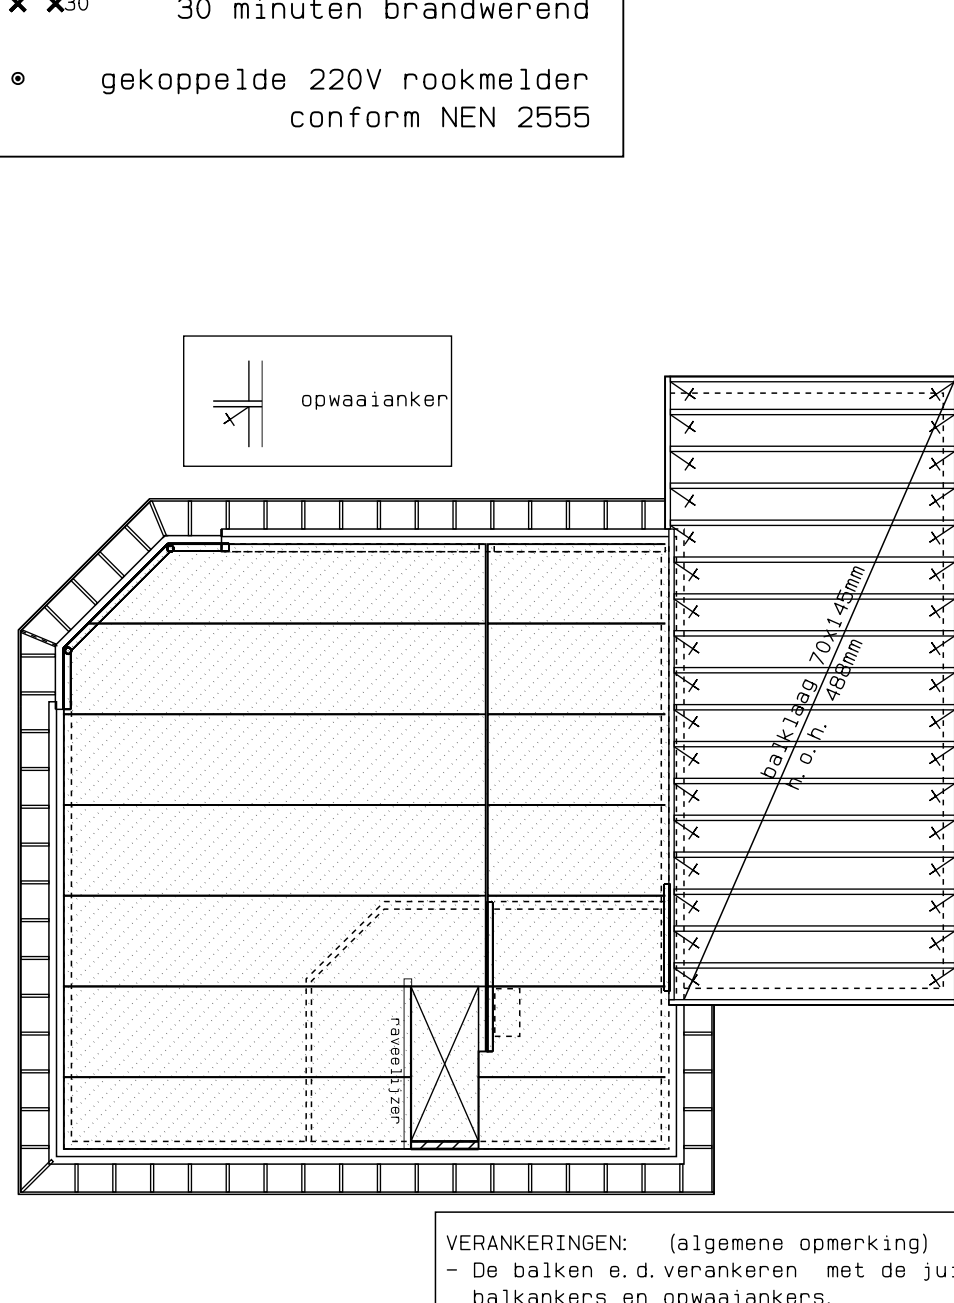 30 30 minuten brandwerend
gekoppelde 220V rookmelder
conform NEN 2555
opwaaianker
balklaag 70x145mm
h.o.h. 488mm
raveelijzer
VERANKERINGEN: (algemene opmerking)
- De balken e.d. verankeren met de
balkankers en opwaaiankers.